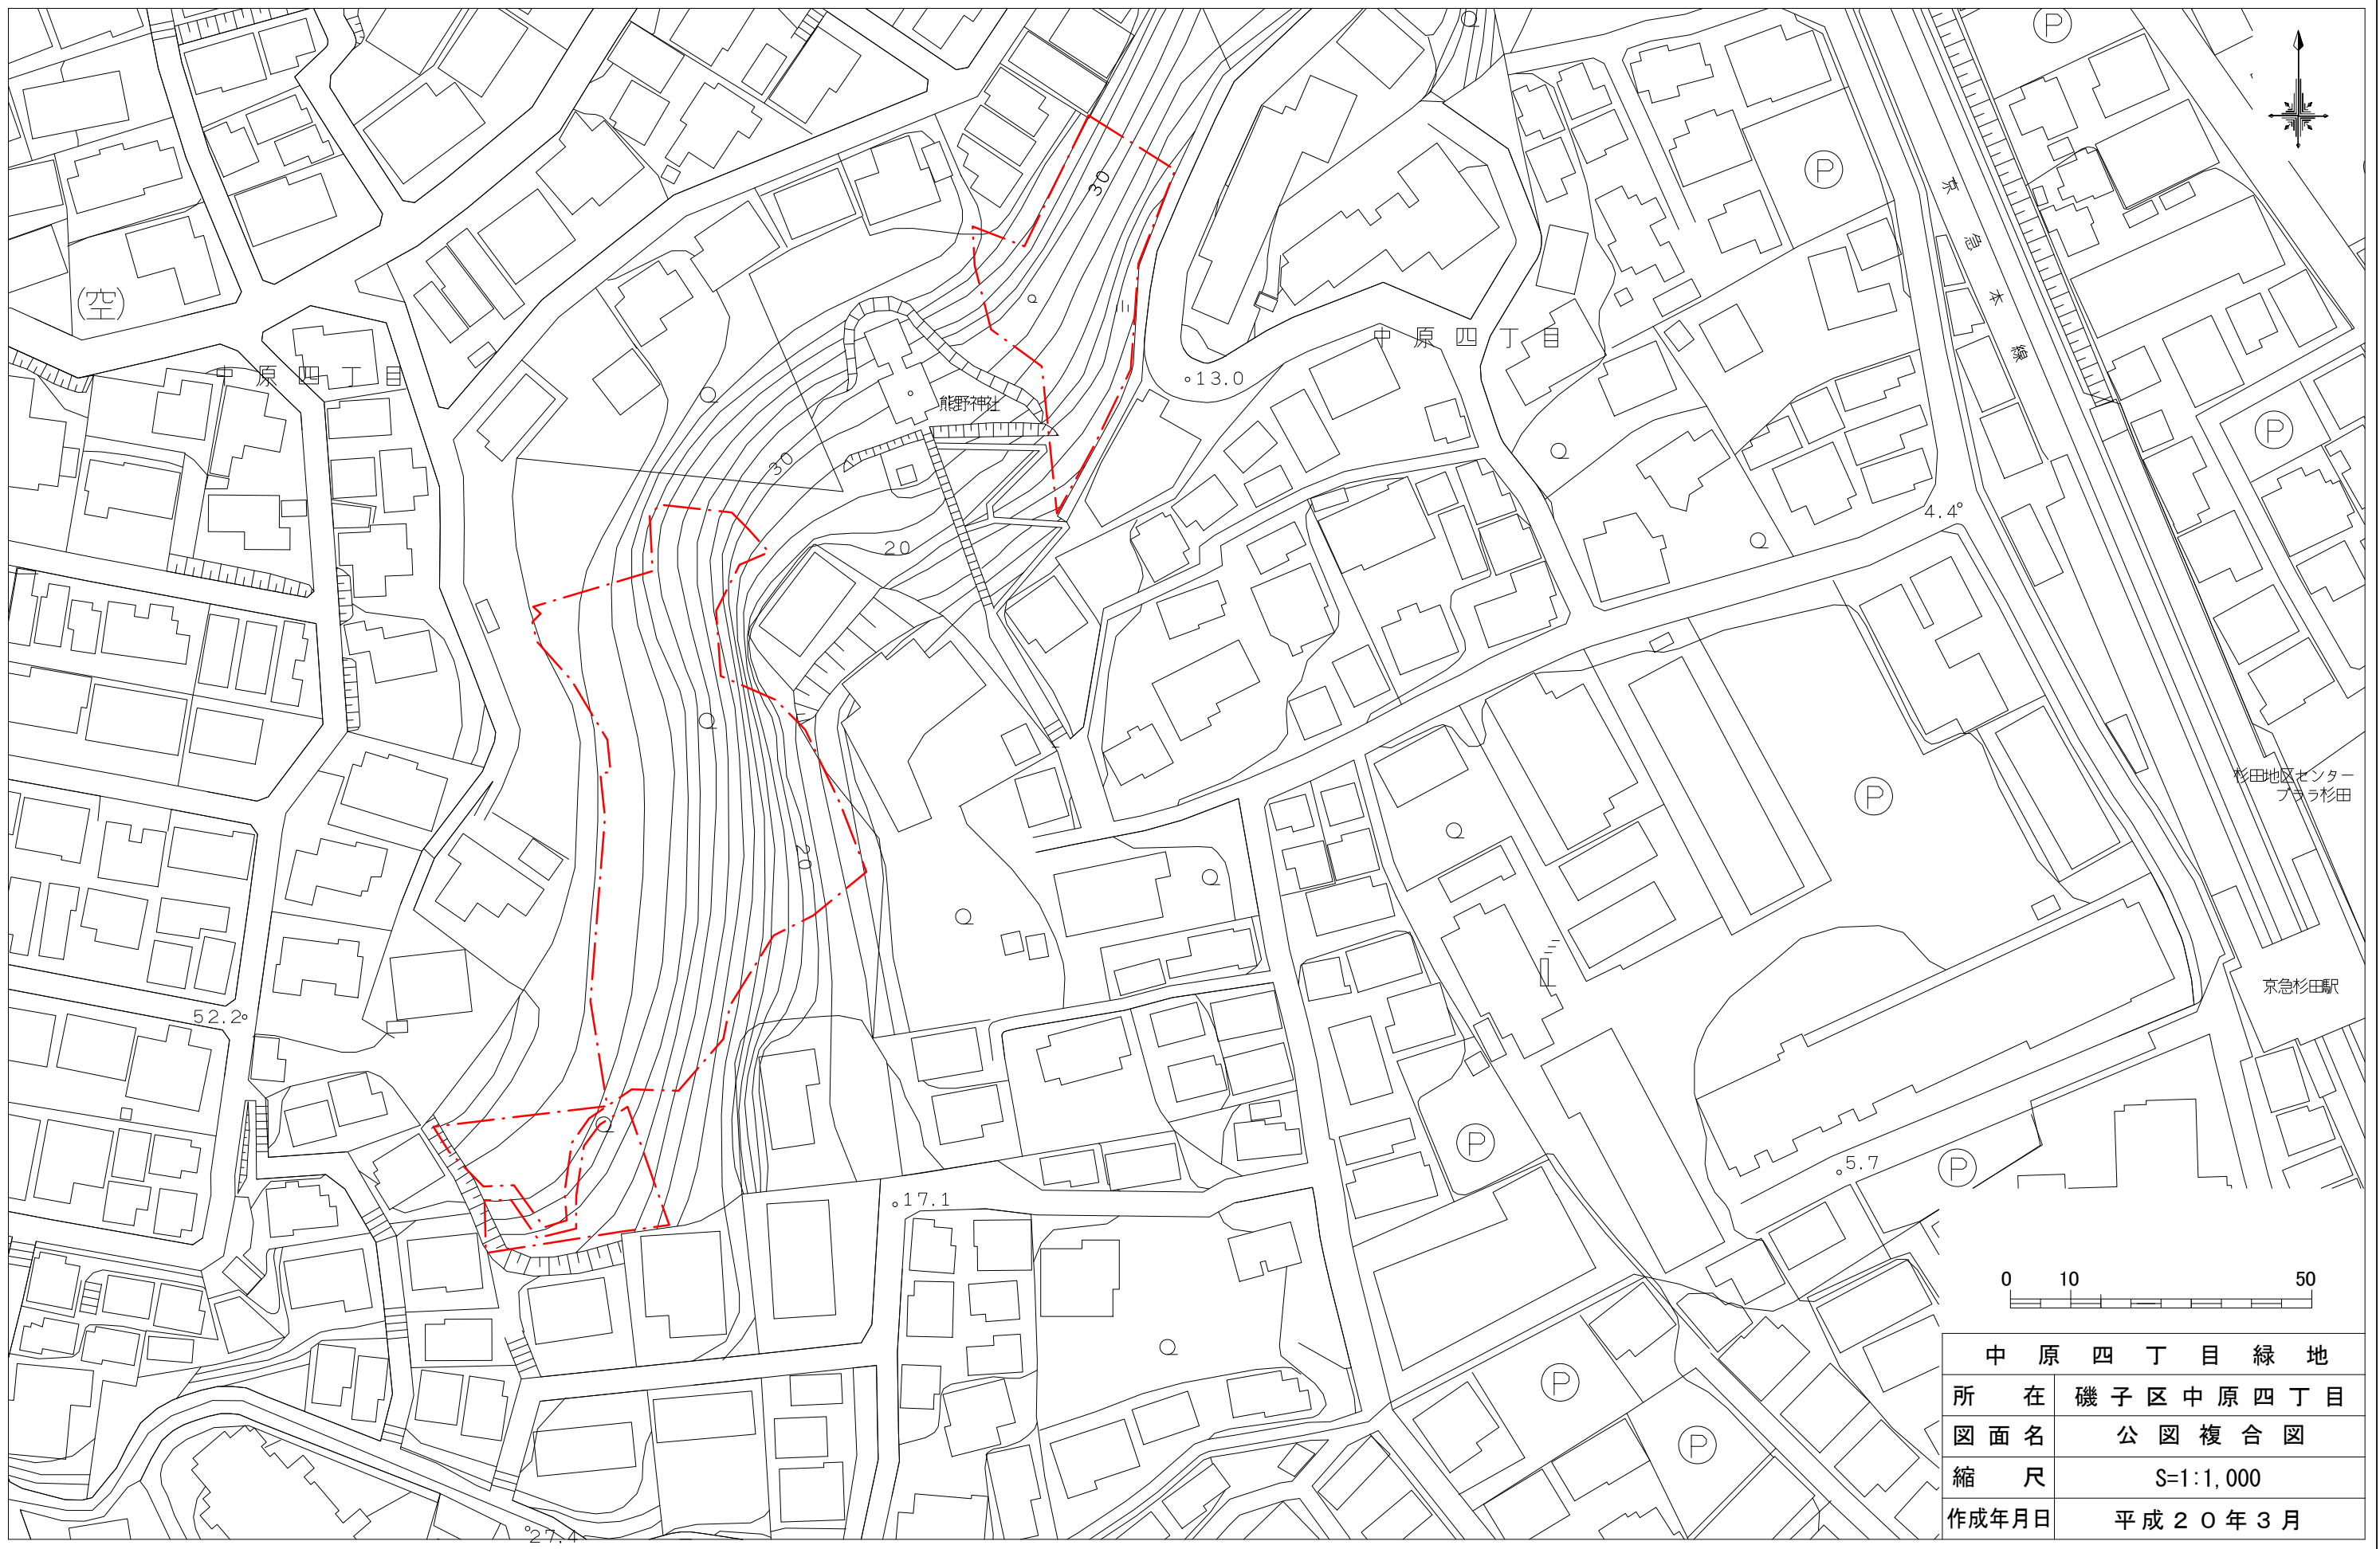 P
30
P
京急本線
(空)
中原四丁目
中原四丁目
13.0
熊野神社
30
P
4.4
20
杉田地区センター
プララ杉田
P
20
京急杉田駅
52.2
P
5.7
P
17.1
0 10 50
P
P
27.4
中原四丁目緑地
所在 磯子区中原四丁目
図面名 公図複合図
縮尺 S=1:1,000
作成年月日 平成20年3月